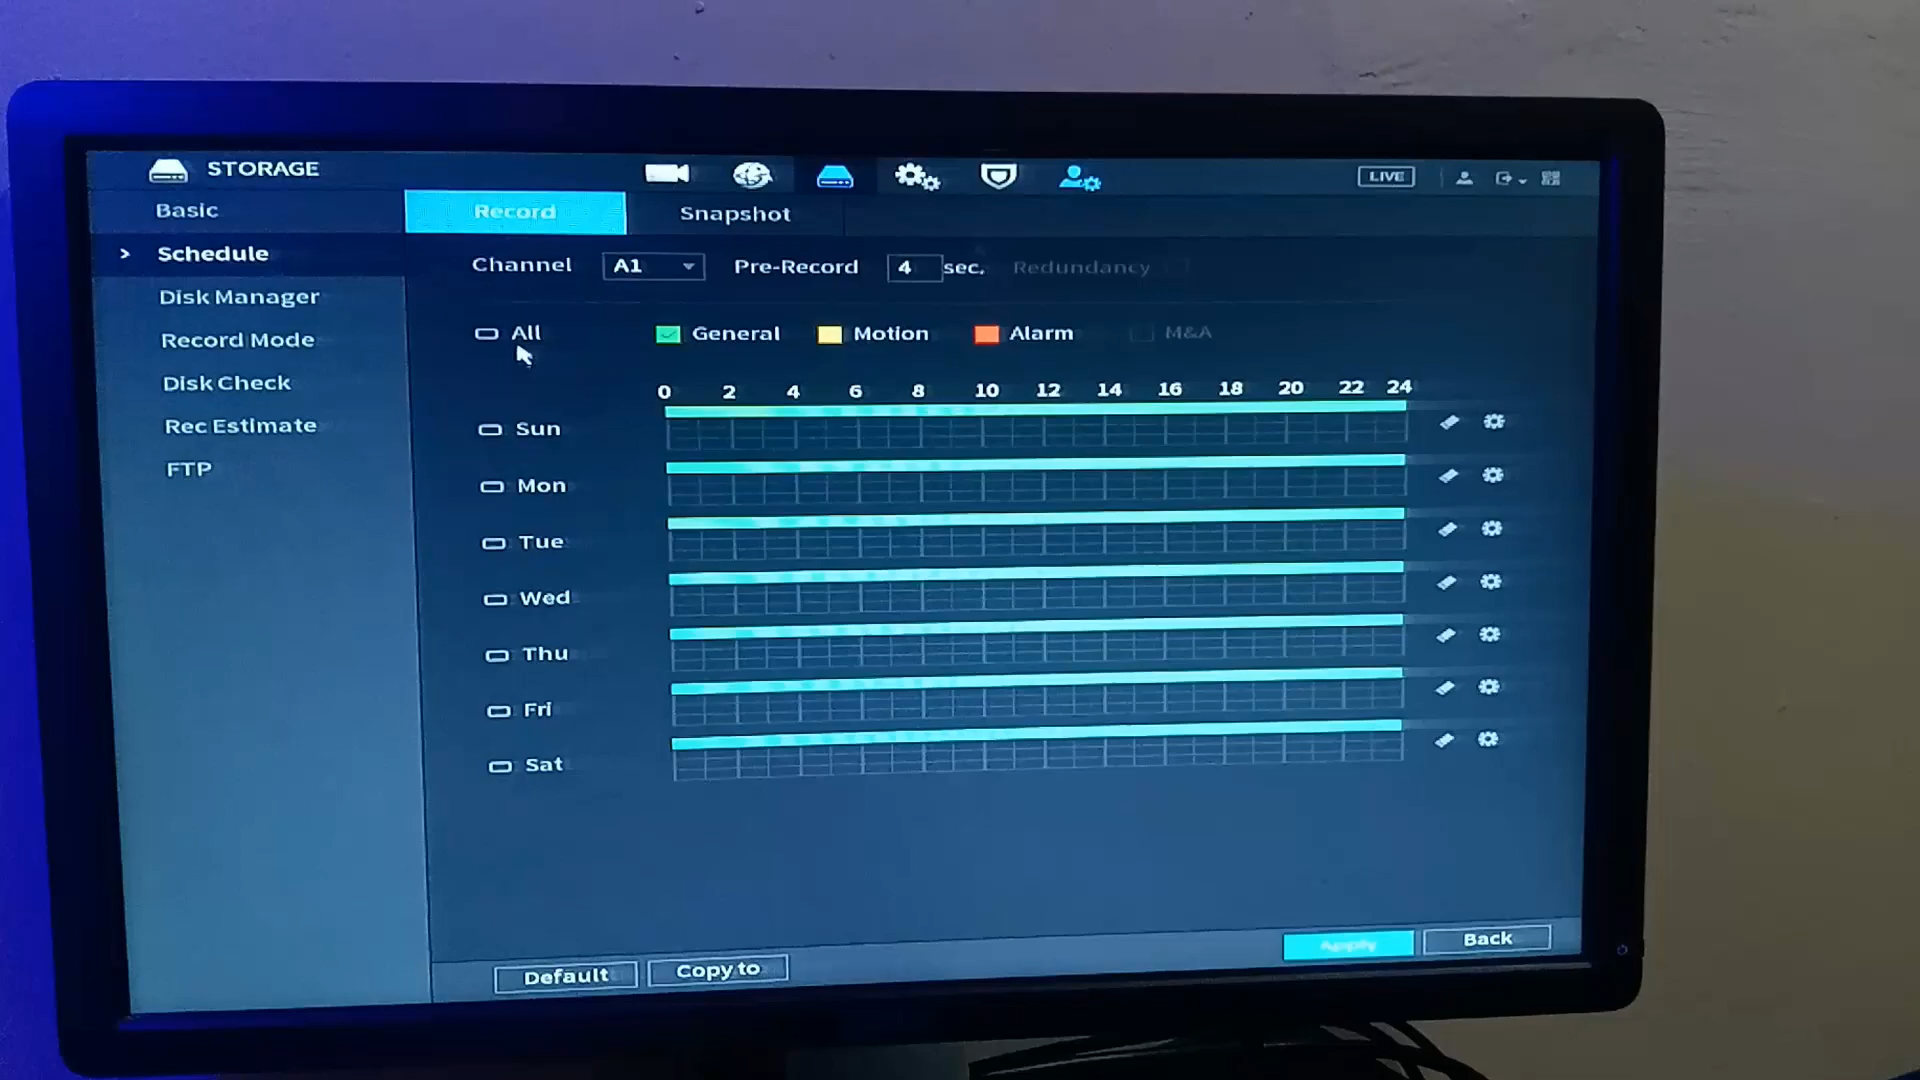 STORAGE
LIVE
Basic
Record
Snapshot
> Schedule
Disk Manager
Record Mode
Disk Check
Rec Estimate
FTP
Channel A1 Pre-Record 4 sec. Redundancy
All General Motion Alarm M&A
0 2 4 6 8 10 12 14 16 18 20 22 24
Sun
Mon
Tue
Wed
Thu
Fri
Sat
Default Copy to Apply Back